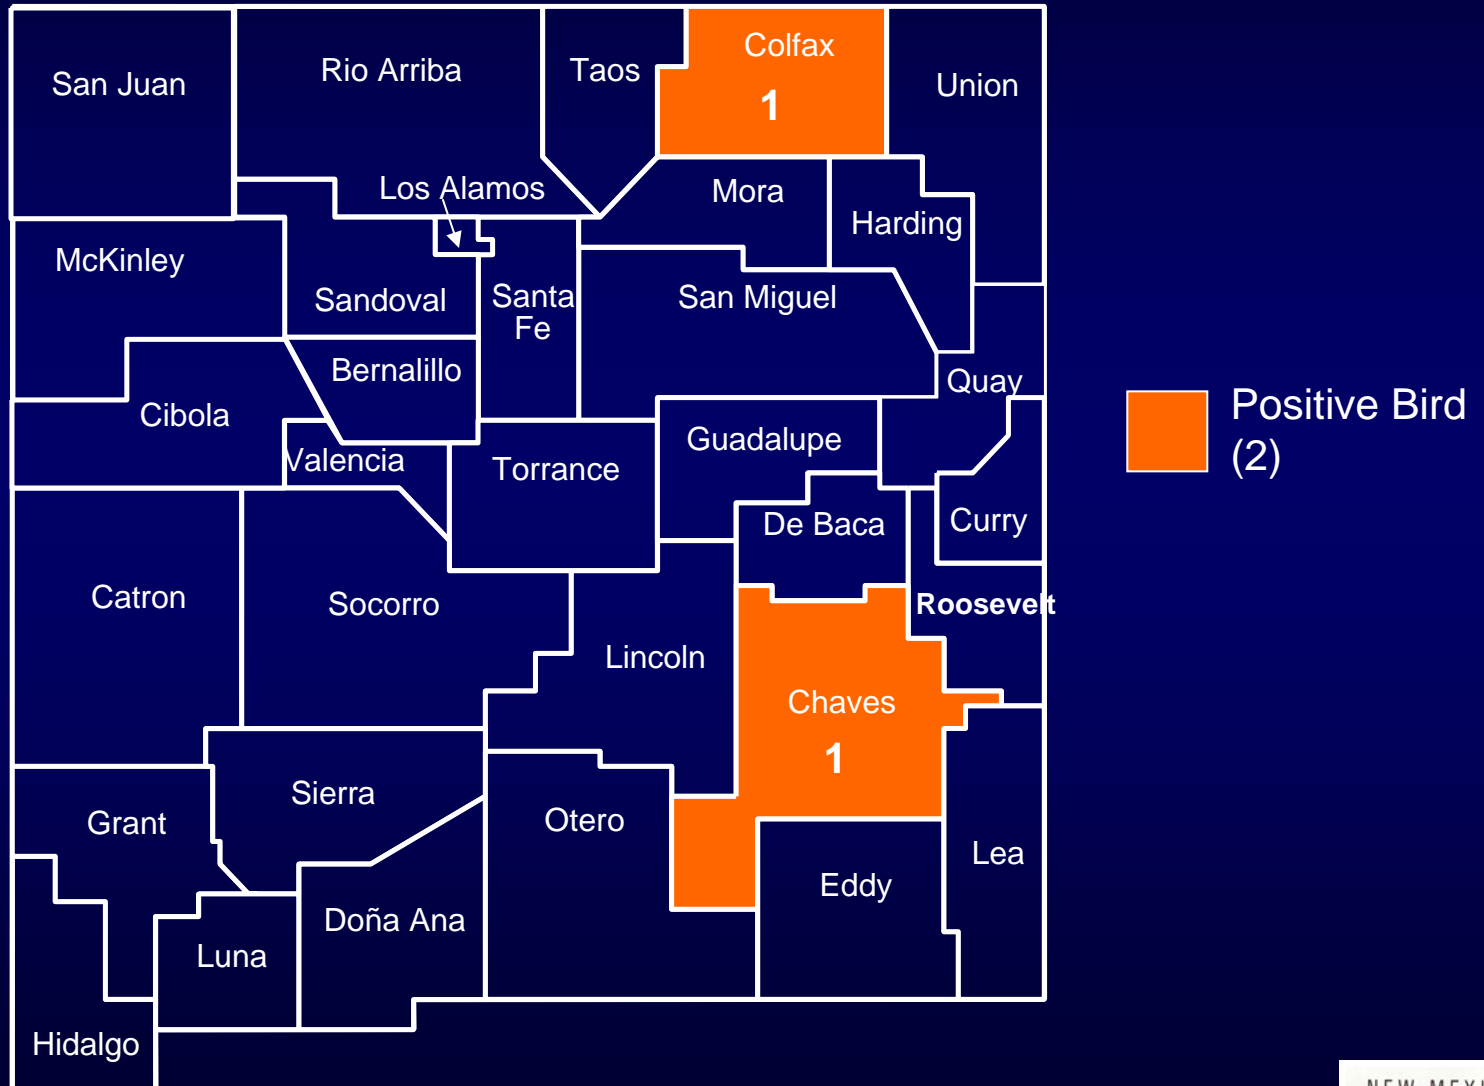 San Juan
Rio Arriba
Taos
Colfax
1
Union
Los Alamos
Mora
Harding
McKinley
Sandoval
Santa
Fe
San Miguel
Bernalillo
Quay
Cibola
Guadalupe
Valencia
Torrance
De Baca
Curry
Catron
Socorro
Roosevelt
Lincoln
Chaves
1
Sierra
Grant
Otero
Lea
Eddy
Doña Ana
Luna
Hidalgo
Positive Bird
(2)
NEW